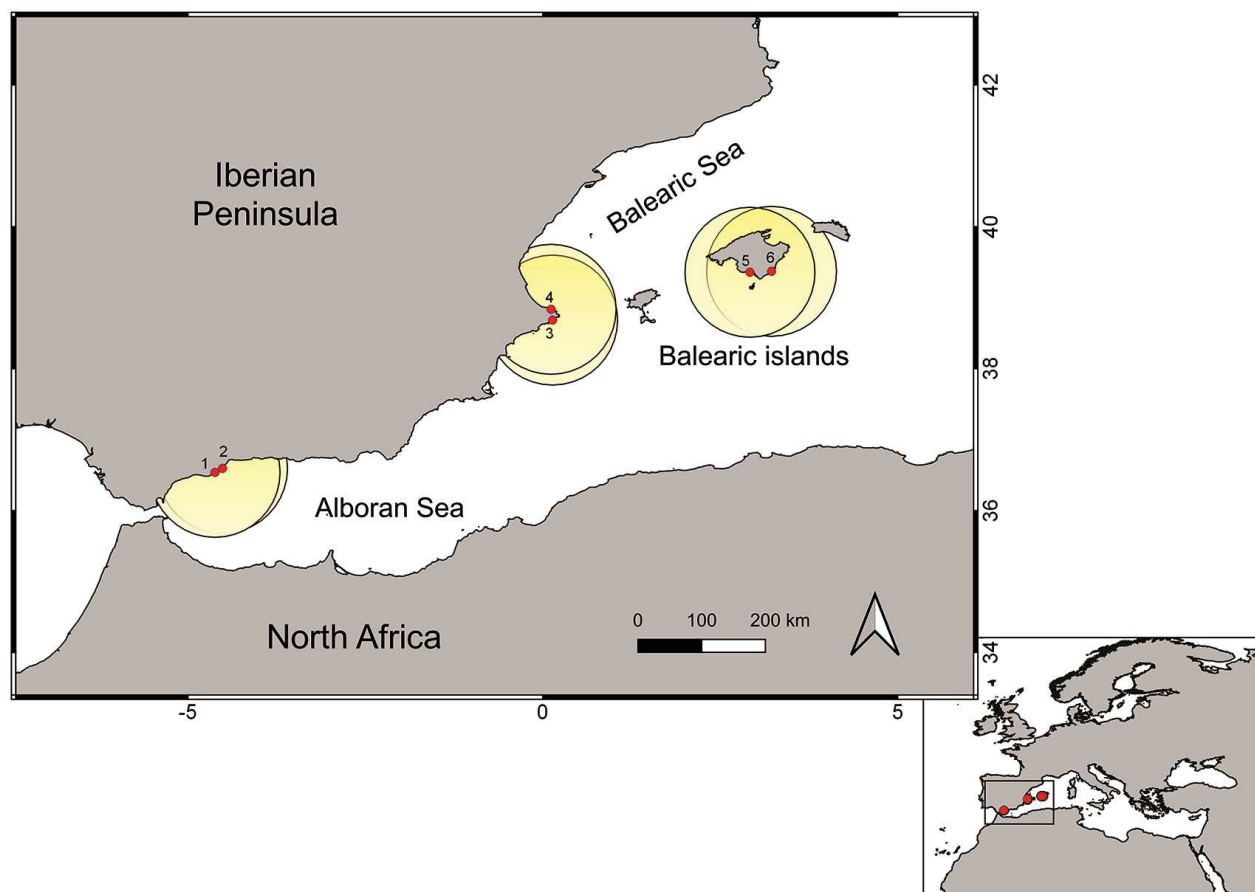 Iberian
Peninsula
Balearic Sea
42
40
5 6
4
3
Balearic islands
38
1 2
Alboran Sea
36
0 100 200 km
North Africa
34
-5 0 5